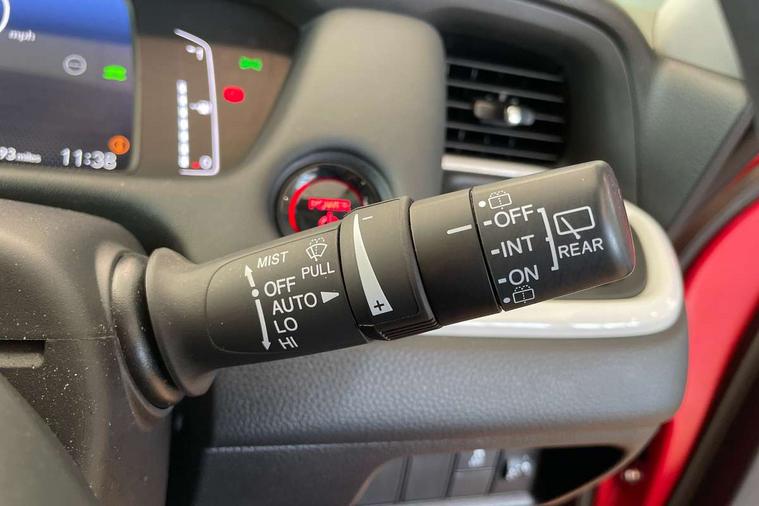 mph
93 miles
11:38
MIST
OFF
AUTO
LO
HI
PULL
- +
OFF
INT
ON
REAR